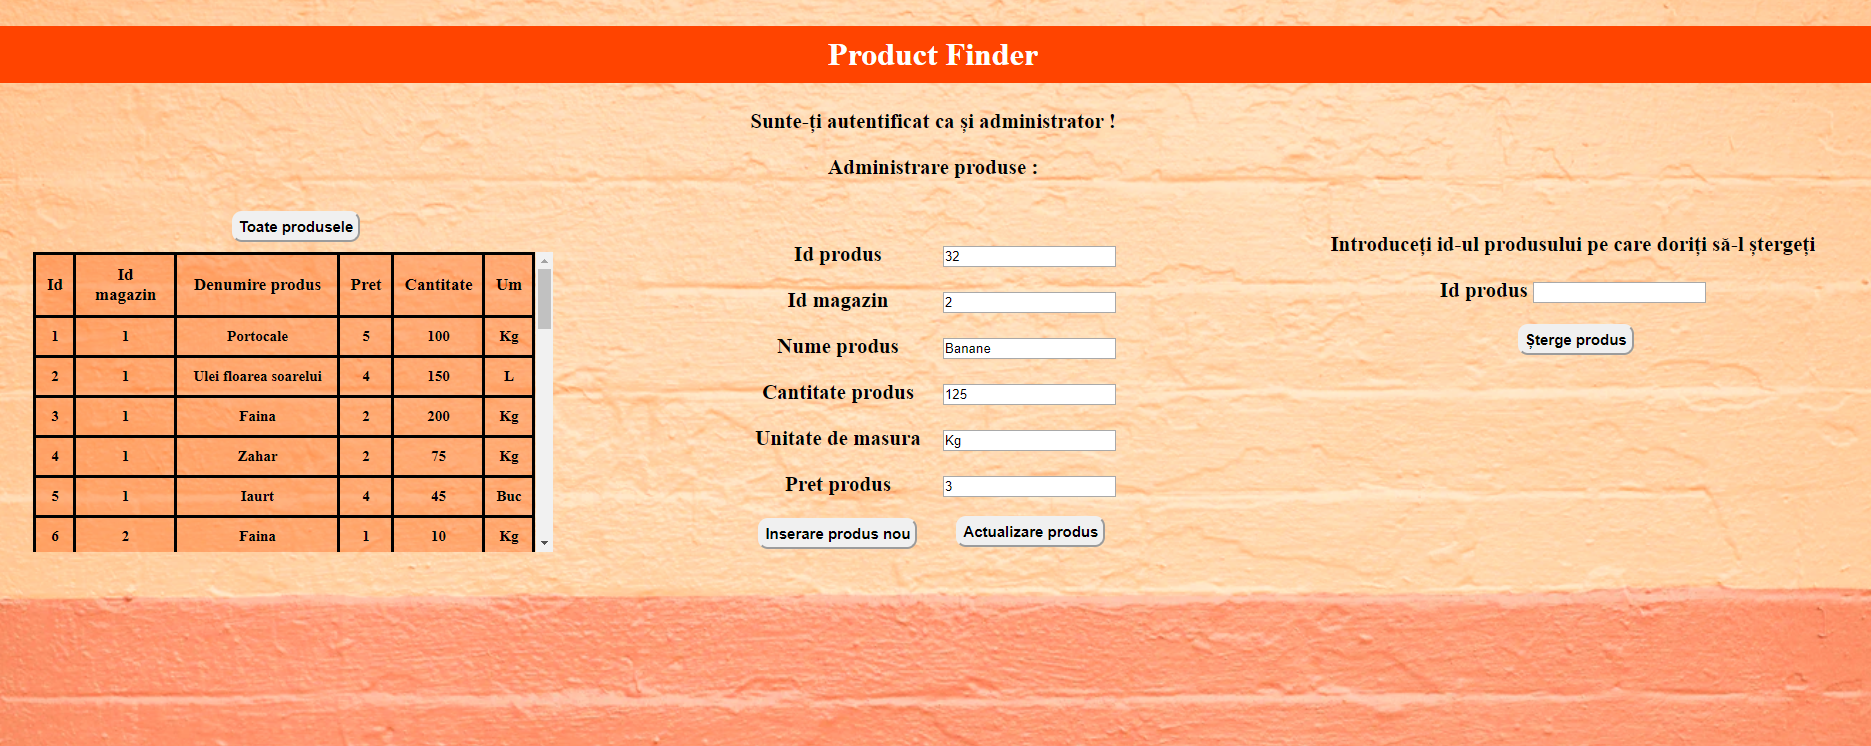 Product Finder
Sunte-ți autentificat ca și administrator !
Administrare produse :
Toate produsele
Id Id magazin Denumire produs Pret Cantitate Um
1 1 Portocale 5 100 Kg
2 1 Ulei floarea soarelui 4 150 L
3 1 Faina 2 200 Kg
4 1 Zahar 2 75 Kg
5 1 Iaurt 4 45 Buc
6 2 Faina 1 10 Kg
Id produs 32
Id magazin 2
Nume produs Banane
Cantitate produs 125
Unitate de masura Kg
Pret produs 3
Inserare produs nou Actualizare produs
Introduceți id-ul produsului pe care doriți să-l ștergeți
Id produs
Șterge produs